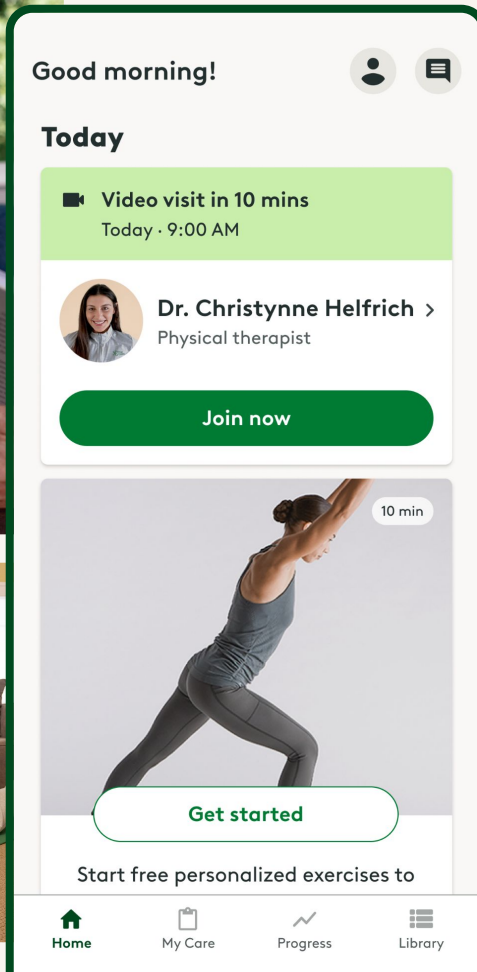 Good morning!
Today
Video visit in 10 mins
Today · 9:00 AM
Dr. Christynne Helfrich
Physical therapist
Join now
10 min
Get started
Start free personalized exercises to
Home
My Care
Progress
Library